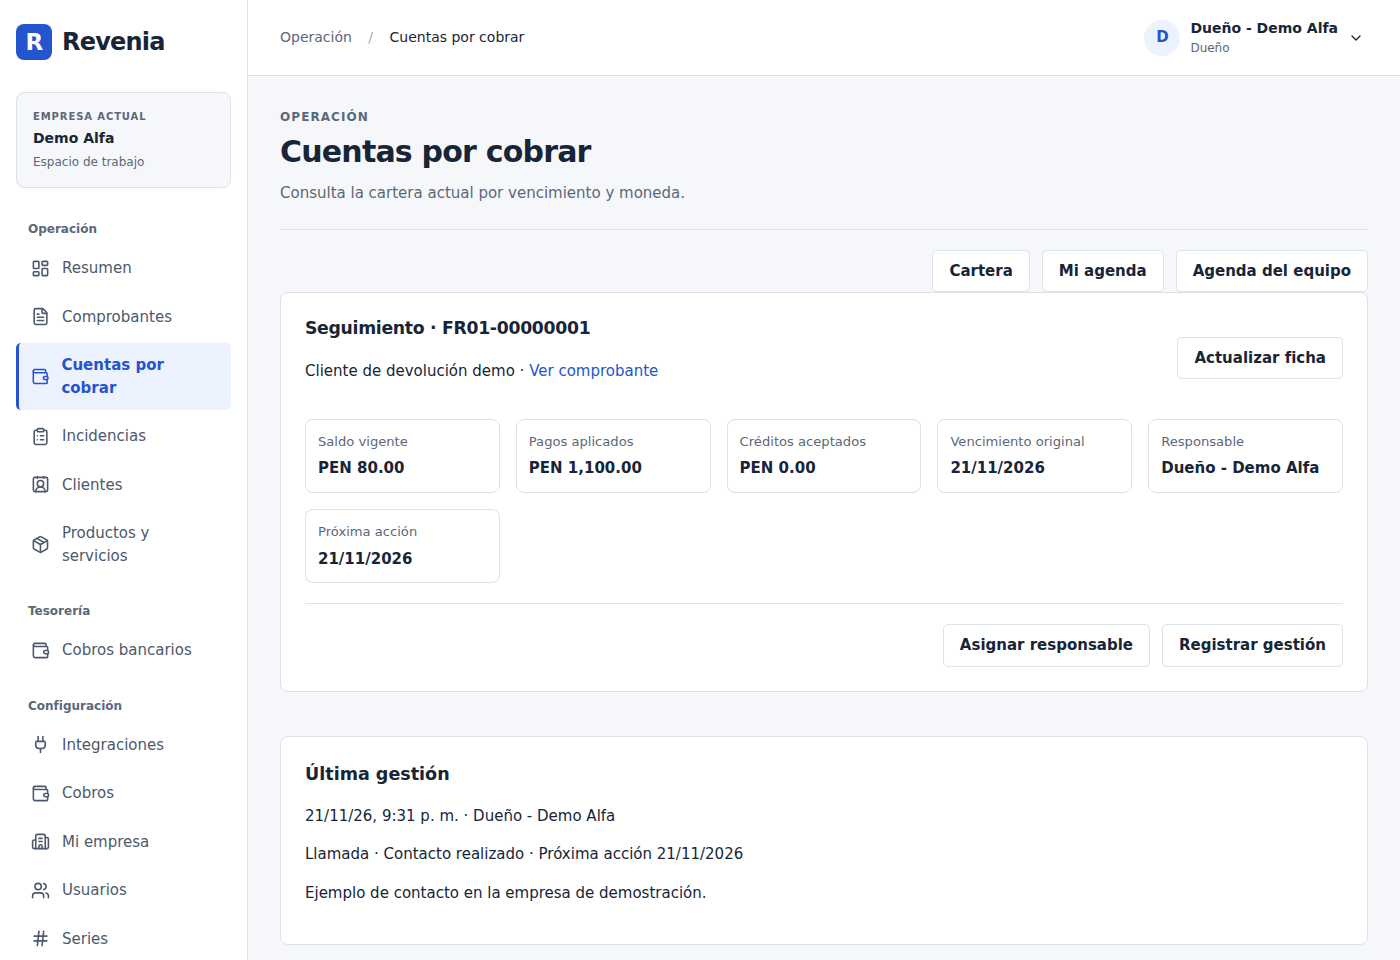 R Revenia
EMPRESA ACTUAL
Demo Alfa
Espacio de trabajo
Operación
Resumen
Comprobantes
Cuentas por
cobrar
Incidencias
Clientes
Productos y
servicios
Tesorería
Cobros bancarios
Configuración
Integraciones
Cobros
Mi empresa
Usuarios
Series
Operación / Cuentas por cobrar
D
Dueño - Demo Alfa
Dueño
OPERACIÓN
Cuentas por cobrar
Consulta la cartera actual por vencimiento y moneda.
Cartera
Mi agenda
Agenda del equipo
Seguimiento · FR01-00000001
Cliente de devolución demo · Ver comprobante
Actualizar ficha
Saldo vigente
PEN 80.00
Pagos aplicados
PEN 1,100.00
Créditos aceptados
PEN 0.00
Vencimiento original
21/11/2026
Responsable
Dueño - Demo Alfa
Próxima acción
21/11/2026
Asignar responsable
Registrar gestión
Última gestión
21/11/26, 9:31 p. m. · Dueño - Demo Alfa
Llamada · Contacto realizado · Próxima acción 21/11/2026
Ejemplo de contacto en la empresa de demostración.